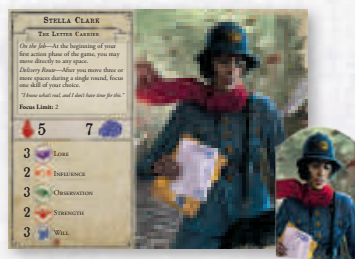 STELLA CLARK
THE LETTER CARRIER
On the Job—At the beginning of your
first action phase of the game, you may
move directly to any space.
Delivery Route—After you move three or
more spaces during a single round, focus
one skill of your choice.
"I know what's real, and I don't have time for this."
Focus Limit: 2
5 7
3 LORE
2 INFLUENCE
3 OBSERVATION
2 STRENGTH
3 WILL